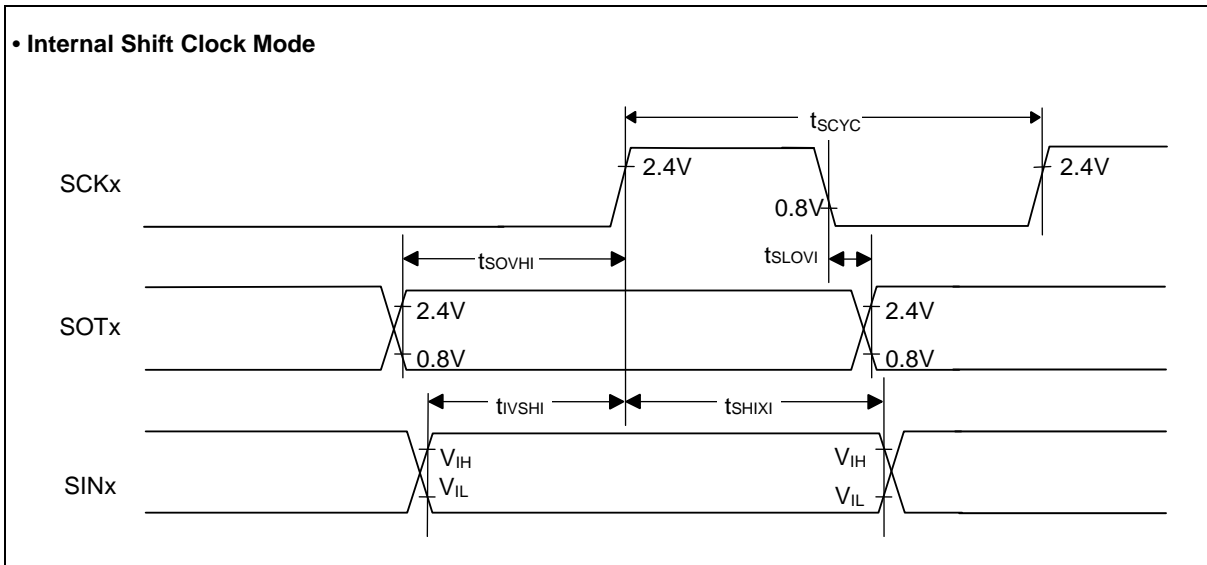 • Internal Shift Clock Mode
tSCYC
SCKx
2.4V
0.8V
2.4V
tSOVHI
tSLOVI
SOTx
2.4V
0.8V
2.4V
0.8V
tIVSHI
tSHIXI
SINx
VIH
VIL
VIH
VIL